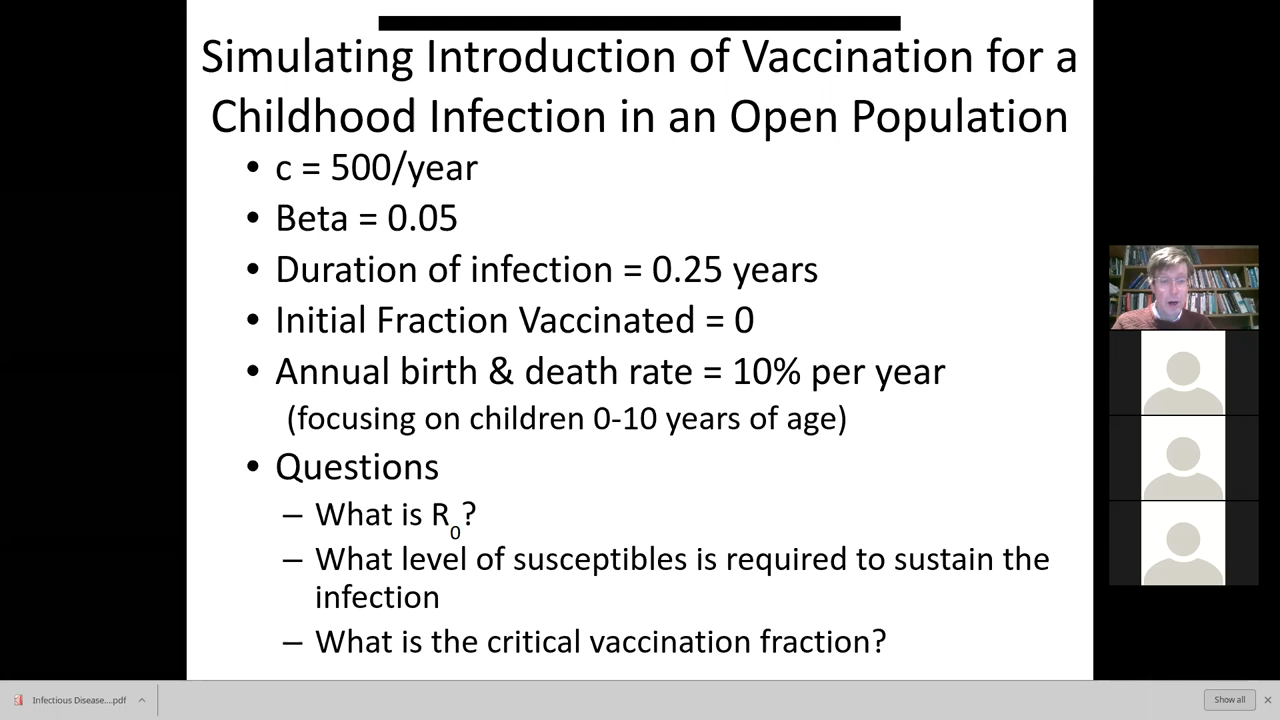 Simulating Introduction of Vaccination for a
Childhood Infection in an Open Population
• c = 500/year
• Beta = 0.05
• Duration of infection = 0.25 years
• Initial Fraction Vaccinated = 0
• Annual birth & death rate = 10% per year
(focusing on children 0-10 years of age)
• Questions
– What is R0?
– What level of susceptibles is required to sustain the
infection
– What is the critical vaccination fraction?
Infectious Disease....pdf
Show all